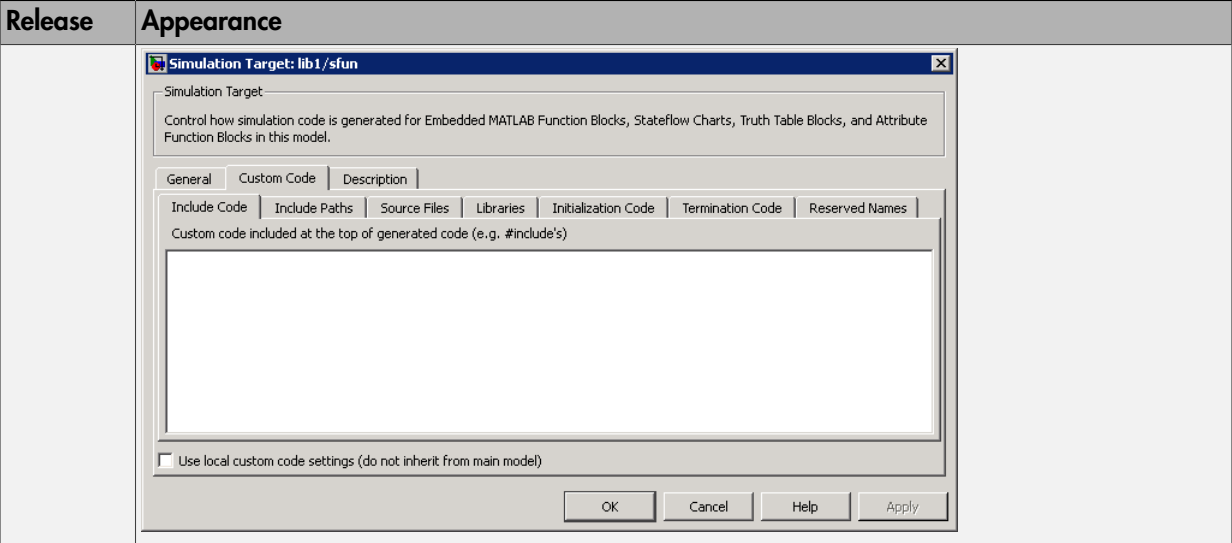 Release Appearance
Simulation Target: lib1/sfun
Simulation Target
Control how simulation code is generated for Embedded MATLAB Function Blocks, Stateflow Charts, Truth Table Blocks, and Attribute
Function Blocks in this model.
General Custom Code Description
Include Code Include Paths Source Files Libraries Initialization Code Termination Code Reserved Names
Custom code included at the top of generated code (e.g. #include's)
Use local custom code settings (do not inherit from main model)
OK Cancel Help Apply